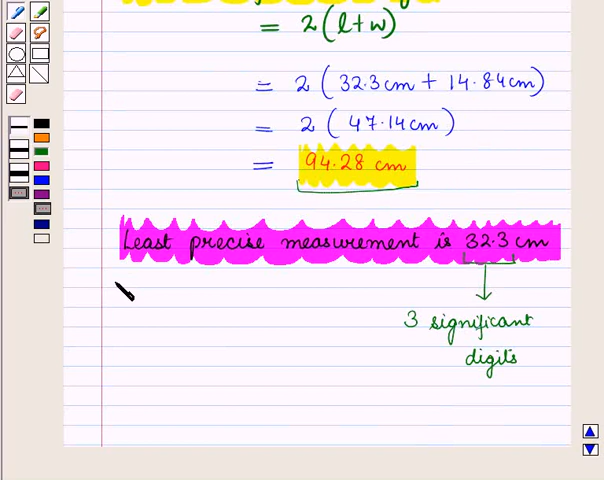 = 2(l+w)
= 2(32.3cm + 14.84cm)
= 2(47.14cm)
= 94.28 cm
Least precise measurement is 32.3 cm
3 significant
digits